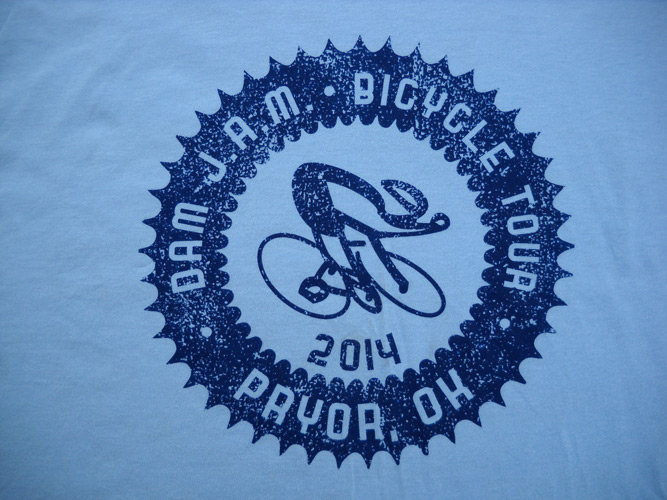 DAM J.A.M. • BICYCLE TOUR
2014
PRYOR, OK